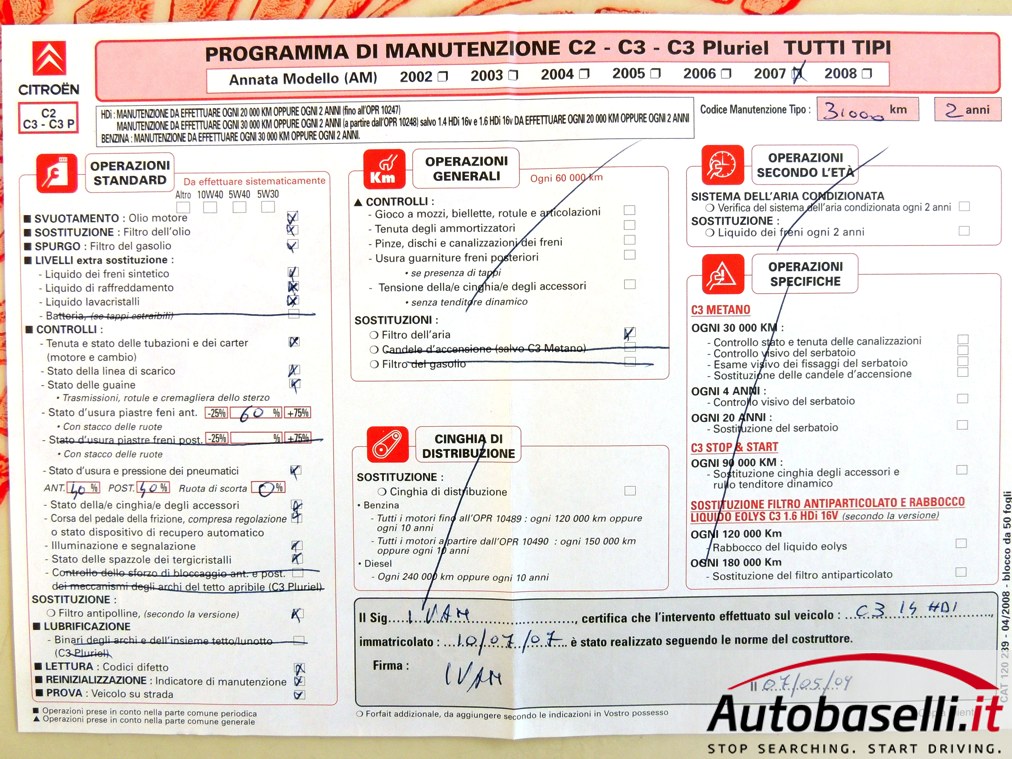 CITROËN
C2
C3 - C3 P
PROGRAMMA DI MANUTENZIONE C2 - C3 - C3 Pluriel TUTTI TIPI
Annata Modello (AM) 2002 2003 2004 2005 2006 2007 2008
HDi : MANUTENZIONE DA EFFETTUARE OGNI 20 000 KM OPPURE OGNI 2 ANNI (fino all'OPR 10247)
MANUTENZIONE DA EFFETTUARE OGNI 30 000 KM OPPURE OGNI 2 ANNI (a partire dall'OPR 10248) salvo 1.4 HDi 16v e 1.6 HDi 16v DA EFFETTUARE OGNI 20 000 KM OPPURE OGNI 2 ANNI
BENZINA : MANUTENZIONE DA EFFETTUARE OGNI 30 000 KM OPPURE OGNI 2 ANNI.
Codice Manutenzione Tipo : 31000 km 2 anni
OPERAZIONI
STANDARD
Da effettuare sistematicamente
Altro 10W40 5W40 5W30
SVUOTAMENTO : Olio motore
SOSTITUZIONE : Filtro dell'olio
SPURGO : Filtro del gasolio
LIVELLI extra sostituzione :
- Liquido dei freni sintetico
- Liquido di raffreddamento
- Liquido lavacristalli
- Batteria, (se tappi estraibili)
CONTROLLI :
- Tenuta e stato delle tubazioni e dei carter
(motore e cambio)
- Stato della linea di scarico
- Stato delle guaine
• Trasmissioni, rotule e cremagliera dello sterzo
- Stato d'usura piastre feni ant. -25% 60 % +75%
• Con stacco delle ruote
- Stato d'usura piastre freni post. -25% % +75%
• Con stacco delle ruote
- Stato d'usura e pressione dei pneumatici
ANT. 40 % POST. 40 % Ruota di scorta 0 %
- Stato della/e cinghia/e degli accessori
- Corsa del pedale della frizione, compresa regolazione
o stato dispositivo di recupero automatico
- Illuminazione e segnalazione
- Stato delle spazzole dei tergicristalli
- Controllo dello sforzo di bloccaggio ant. e post.
dei meccanismi degli archi del tetto apribile (C3 Pluriel)
SOSTITUZIONE :
Filtro antipolline, (secondo la versione)
LUBRIFICAZIONE
- Binari degli archi e dell'insieme tetto/lunotto
(C3 Pluriel)
LETTURA : Codici difetto
REINIZIALIZZAZIONE : Indicatore di manutenzione
PROVA : Veicolo su strada
Operazioni prese in conto nella parte comune periodica
Operazioni prese in conto nella parte comune generale
Km
OPERAZIONI
GENERALI
Ogni 60 000 km
CONTROLLI :
- Gioco a mozzi, biellette, rotule e articolazioni
- Tenuta degli ammortizzatori
- Pinze, dischi e canalizzazioni dei freni
- Usura guarniture freni posteriori
• se presenza di tappi
- Tensione della/e cinghia/e degli accessori
• senza tenditore dinamico
SOSTITUZIONI :
Filtro dell'aria
Candele d'accensione (salvo C3 Metano)
Filtro del gasolio
CINGHIA DI
DISTRIBUZIONE
SOSTITUZIONE :
Cinghia di distribuzione
• Benzina
- Tutti i motori fino all'OPR 10489 : ogni 120 000 km oppure
ogni 10 anni
- Tutti i motori a partire dall'OPR 10490 : ogni 150 000 km
oppure ogni 10 anni
• Diesel
- Ogni 240 000 km oppure ogni 10 anni
OPERAZIONI
SECONDO L'ETÀ
SISTEMA DELL'ARIA CONDIZIONATA
Verifica del sistema dell'aria condizionata ogni 2 anni
SOSTITUZIONE :
Liquido dei freni ogni 2 anni
OPERAZIONI
SPECIFICHE
C3 METANO
OGNI 30 000 KM :
- Controllo stato e tenuta delle canalizzazioni
- Controllo visivo del serbatoio
- Esame visivo dei fissaggi del serbatoio
- Sostituzione delle candele d'accensione
OGNI 4 ANNI :
- Controllo visivo del serbatoio
OGNI 20 ANNI :
- Sostituzione del serbatoio
C3 STOP & START
OGNI 90 000 KM :
- Sostituzione cinghia degli accessori e
rullo tenditore dinamico
SOSTITUZIONE FILTRO ANTIPARTICOLATO E RABBOCCO
LIQUIDO EOLYS C3 1.6 HDi 16V (secondo la versione)
OGNI 120 000 Km
- Rabbocco del liquido eolys
OGNI 180 000 Km
- Sostituzione del filtro antiparticolato
Il Sig. IVAN, certifica che l'intervento effettuato sul veicolo : C3 14 HDI
immatricolato : 10/07/07 è stato realizzato seguendo le norme del costruttore.
Firma : IVAN
Il 07/05/09
Forfait addizionale, da aggiungere secondo le indicazioni in Vostro possesso
CAT 120 239 - 04/2008 - blocco da 50 fogli
Autobaselli.it
STOP SEARCHING. START DRIVING.